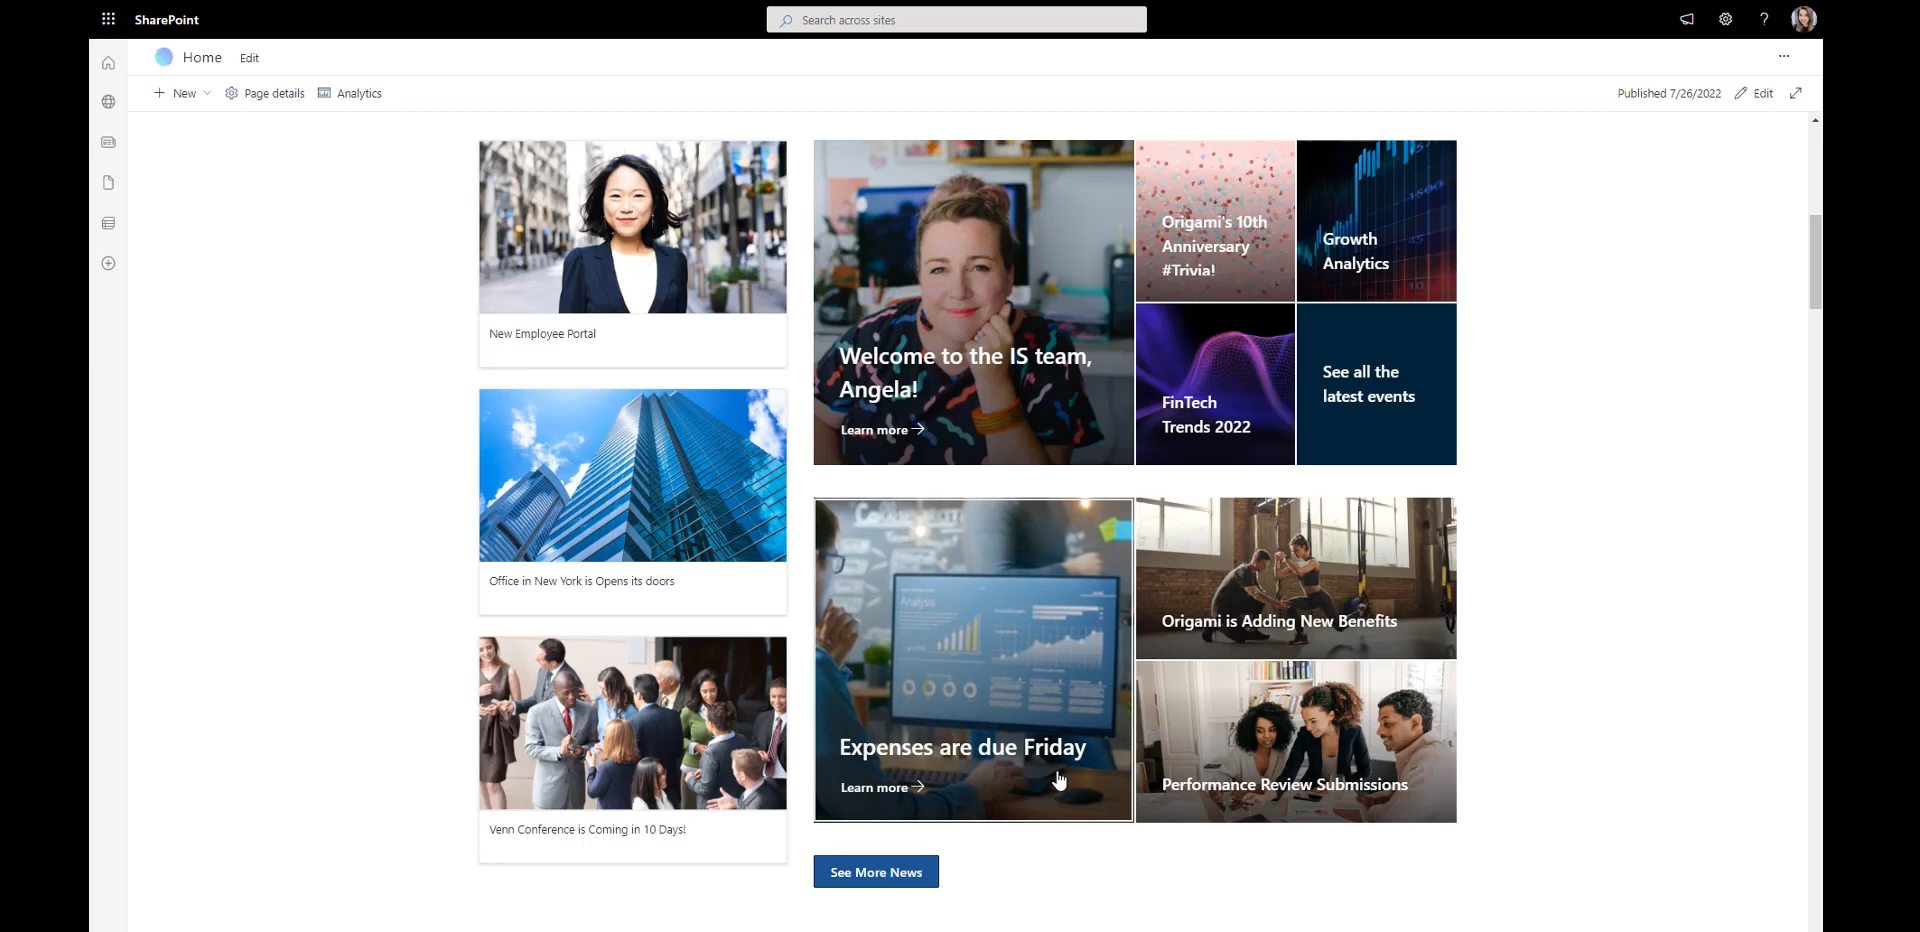 SharePoint
Search across sites
Home
Edit
New
Page details
Analytics
Published 7/26/2022
Edit
New Employee Portal
Office in New York is Opens its doors
Venn Conference is Coming in 10 Days!
Welcome to the IS team,
Angela!
Learn more
Origami's 10th
Anniversary
#Trivia!
Growth
Analytics
FinTech
Trends 2022
See all the
latest events
Analysis
Expenses are due Friday
Learn more
Origami is Adding New Benefits
Performance Review Submissions
See More News